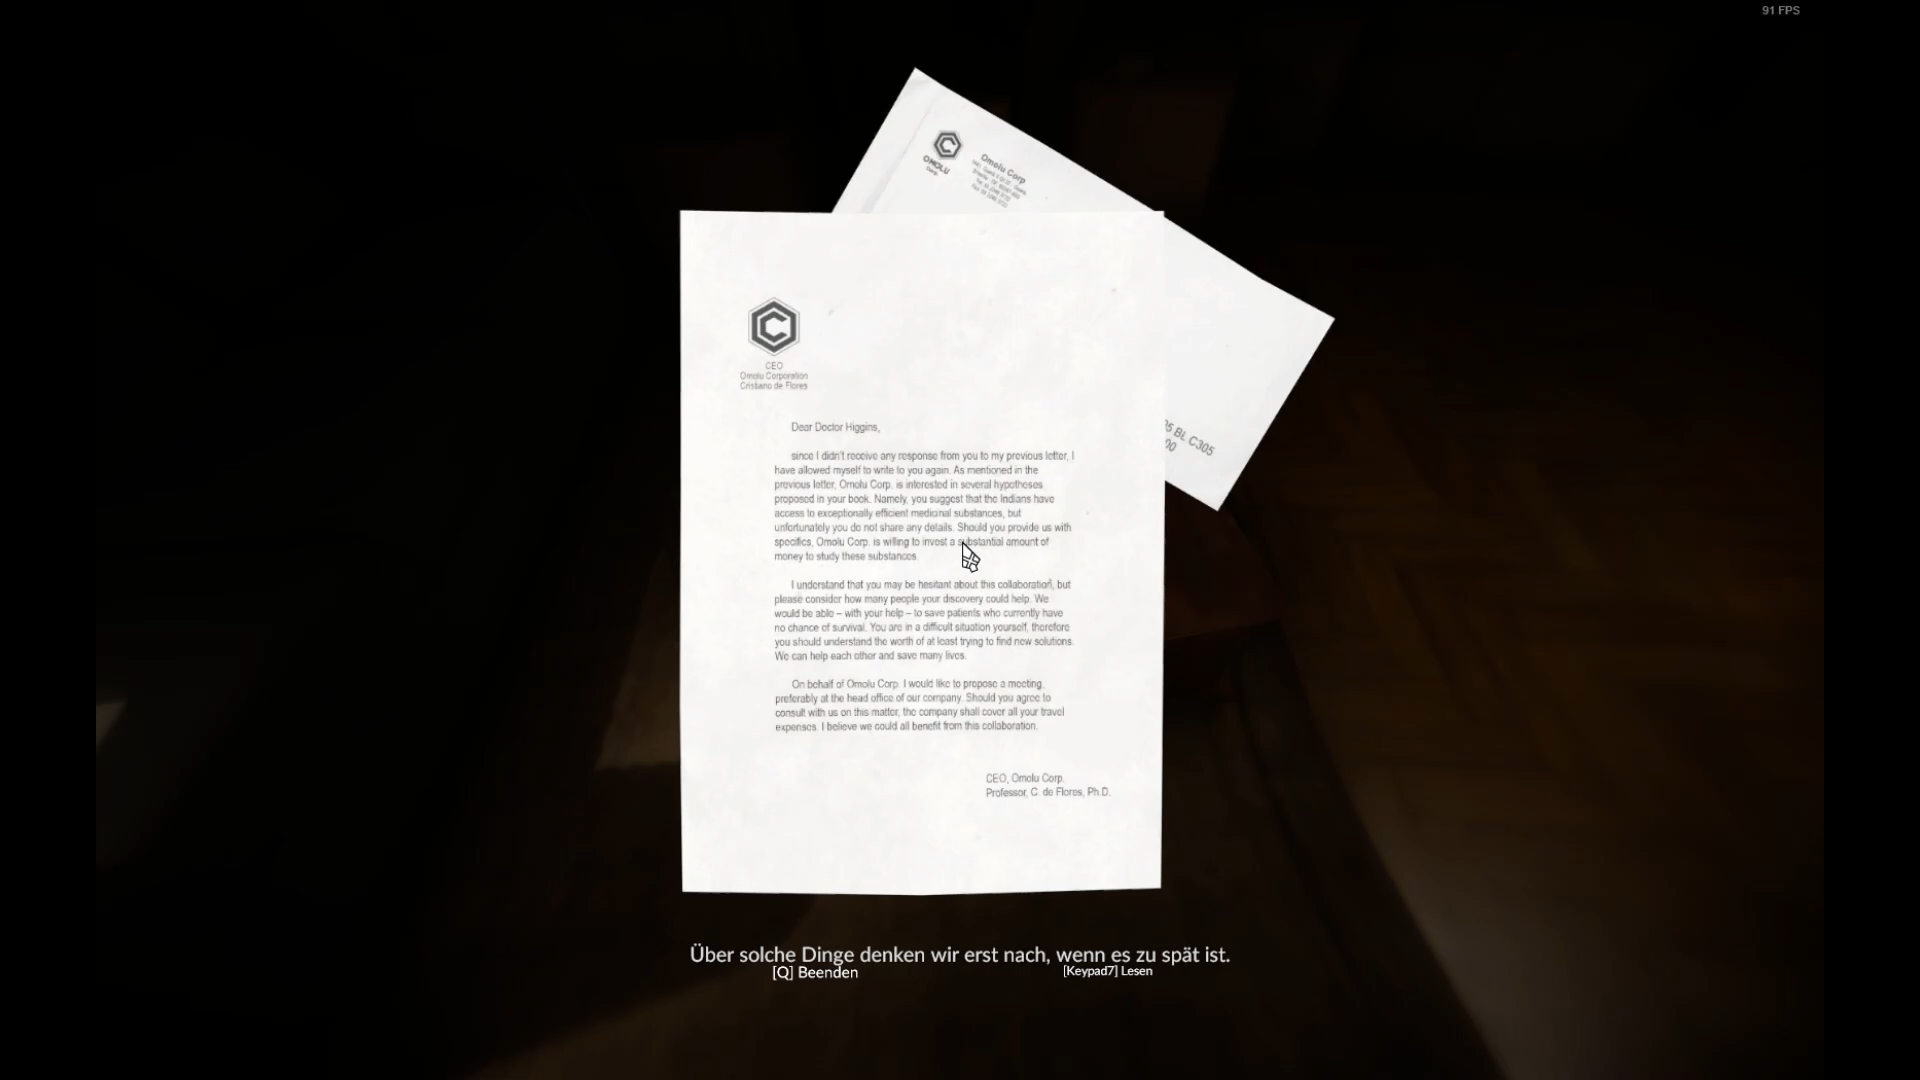 91 FPS
OMOLU
Corp.
Omolu Corp
95 BL C305
00
CEO
Omolu Corporation
Cristiano de Flores
Dear Doctor Higgins,
since I didn't receive any response from you to my previous letter, I
have allowed myself to write to you again. As mentioned in the
previous letter, Omolu Corp. is interested in several hypotheses
proposed in your book. Namely, you suggest that the Indians have
access to exceptionally efficient medicinal substances, but
unfortunately you do not share any details. Should you provide us with
specifics, Omolu Corp. is willing to invest a substantial amount of
money to study these substances.
I understand that you may be hesitant about this collaboration, but
please consider how many people your discovery could help. We
would be able – with your help – to save patients who currently have
no chance of survival. You are in a difficult situation yourself, therefore
you should understand the worth of at least trying to find new solutions.
We can help each other and save many lives.
On behalf of Omolu Corp. I would like to propose a meeting,
preferably at the head office of our company. Should you agree to
consult with us on this matter, the company shall cover all your travel
expenses. I believe we could all benefit from this collaboration.
CEO, Omolu Corp.
Professor, C. de Flores, Ph.D.
Über solche Dinge denken wir erst nach, wenn es zu spät ist.
[Q] Beenden
[Keypad7] Lesen